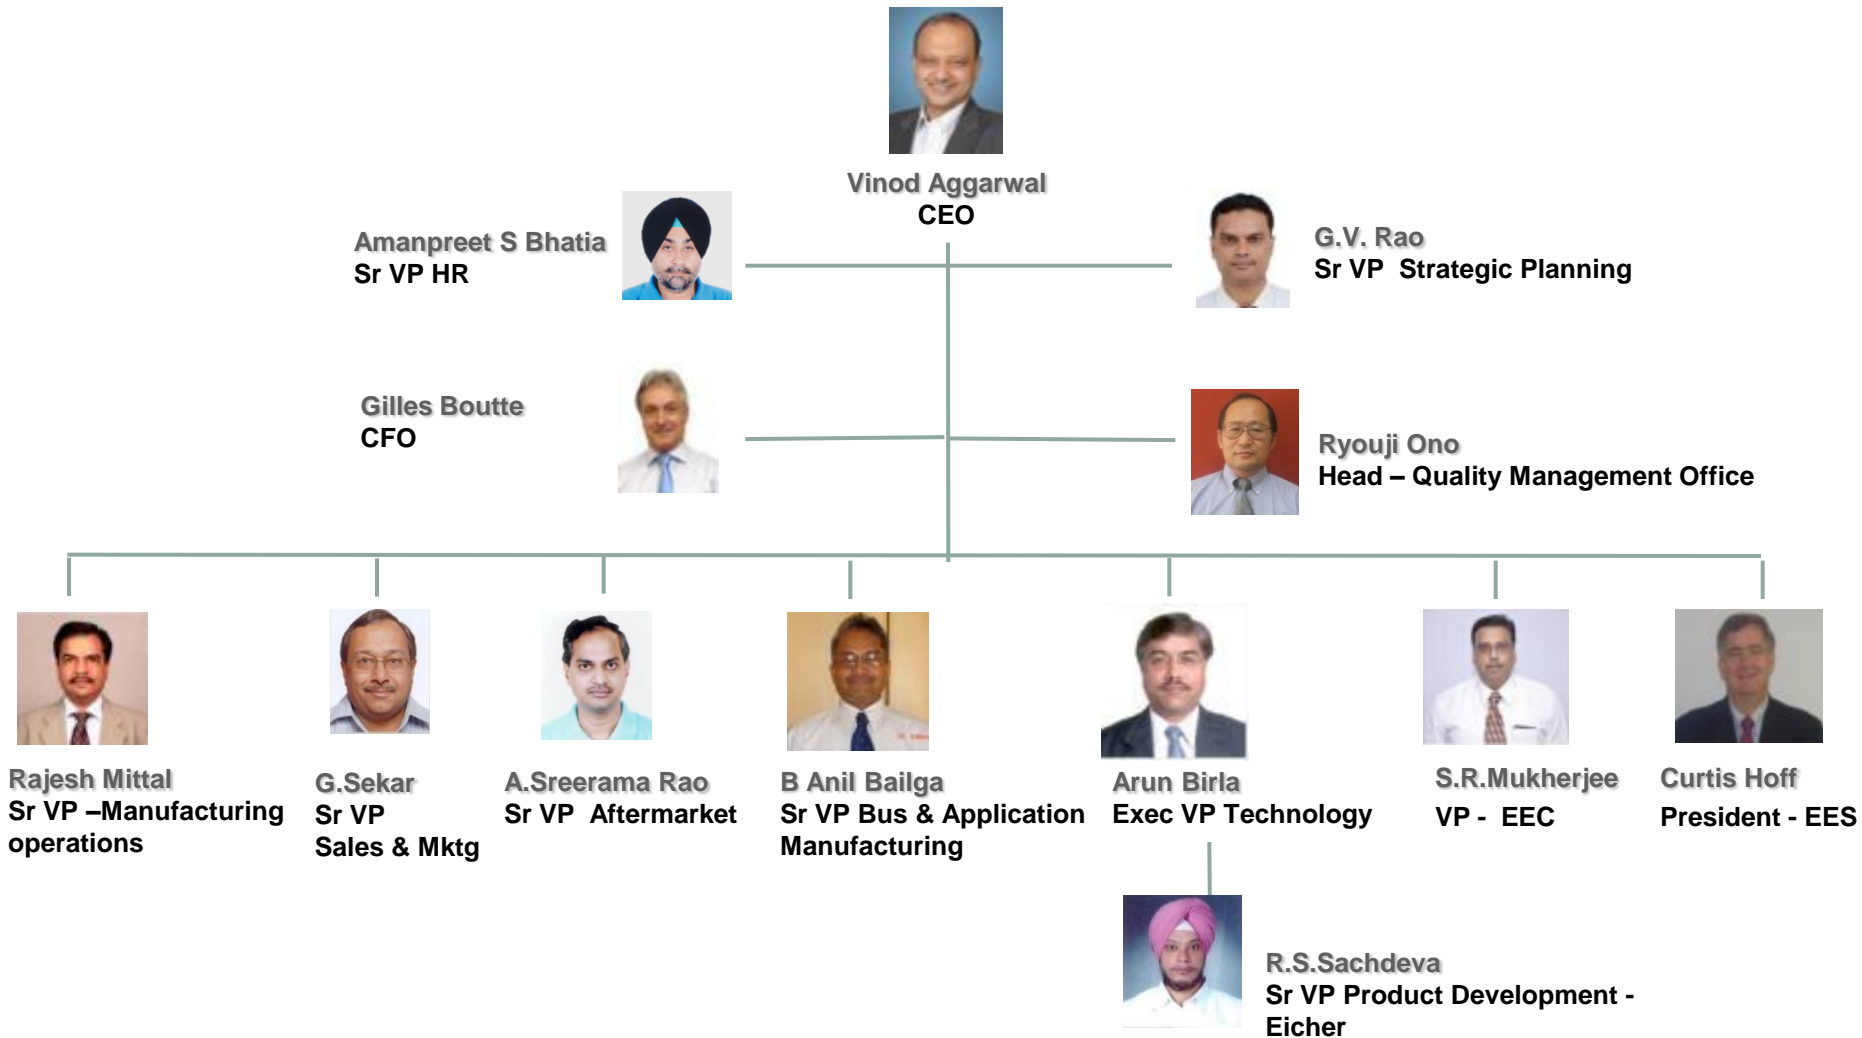 Vinod Aggarwal
CEO
Amanpreet S Bhatia
Sr VP HR
G.V. Rao
Sr VP  Strategic Planning
Gilles Boutte
CFO
Ryouji Ono
Head – Quality Management Office
Rajesh Mittal
Sr VP –Manufacturing
operations
G.Sekar
Sr VP
Sales & Mktg
A.Sreerama Rao
Sr VP  Aftermarket
B Anil Bailga
Sr VP Bus & Application
Manufacturing
Arun Birla
Exec VP Technology
S.R.Mukherjee
VP -  EEC
Curtis Hoff
President - EES
R.S.Sachdeva
Sr VP Product Development -
Eicher